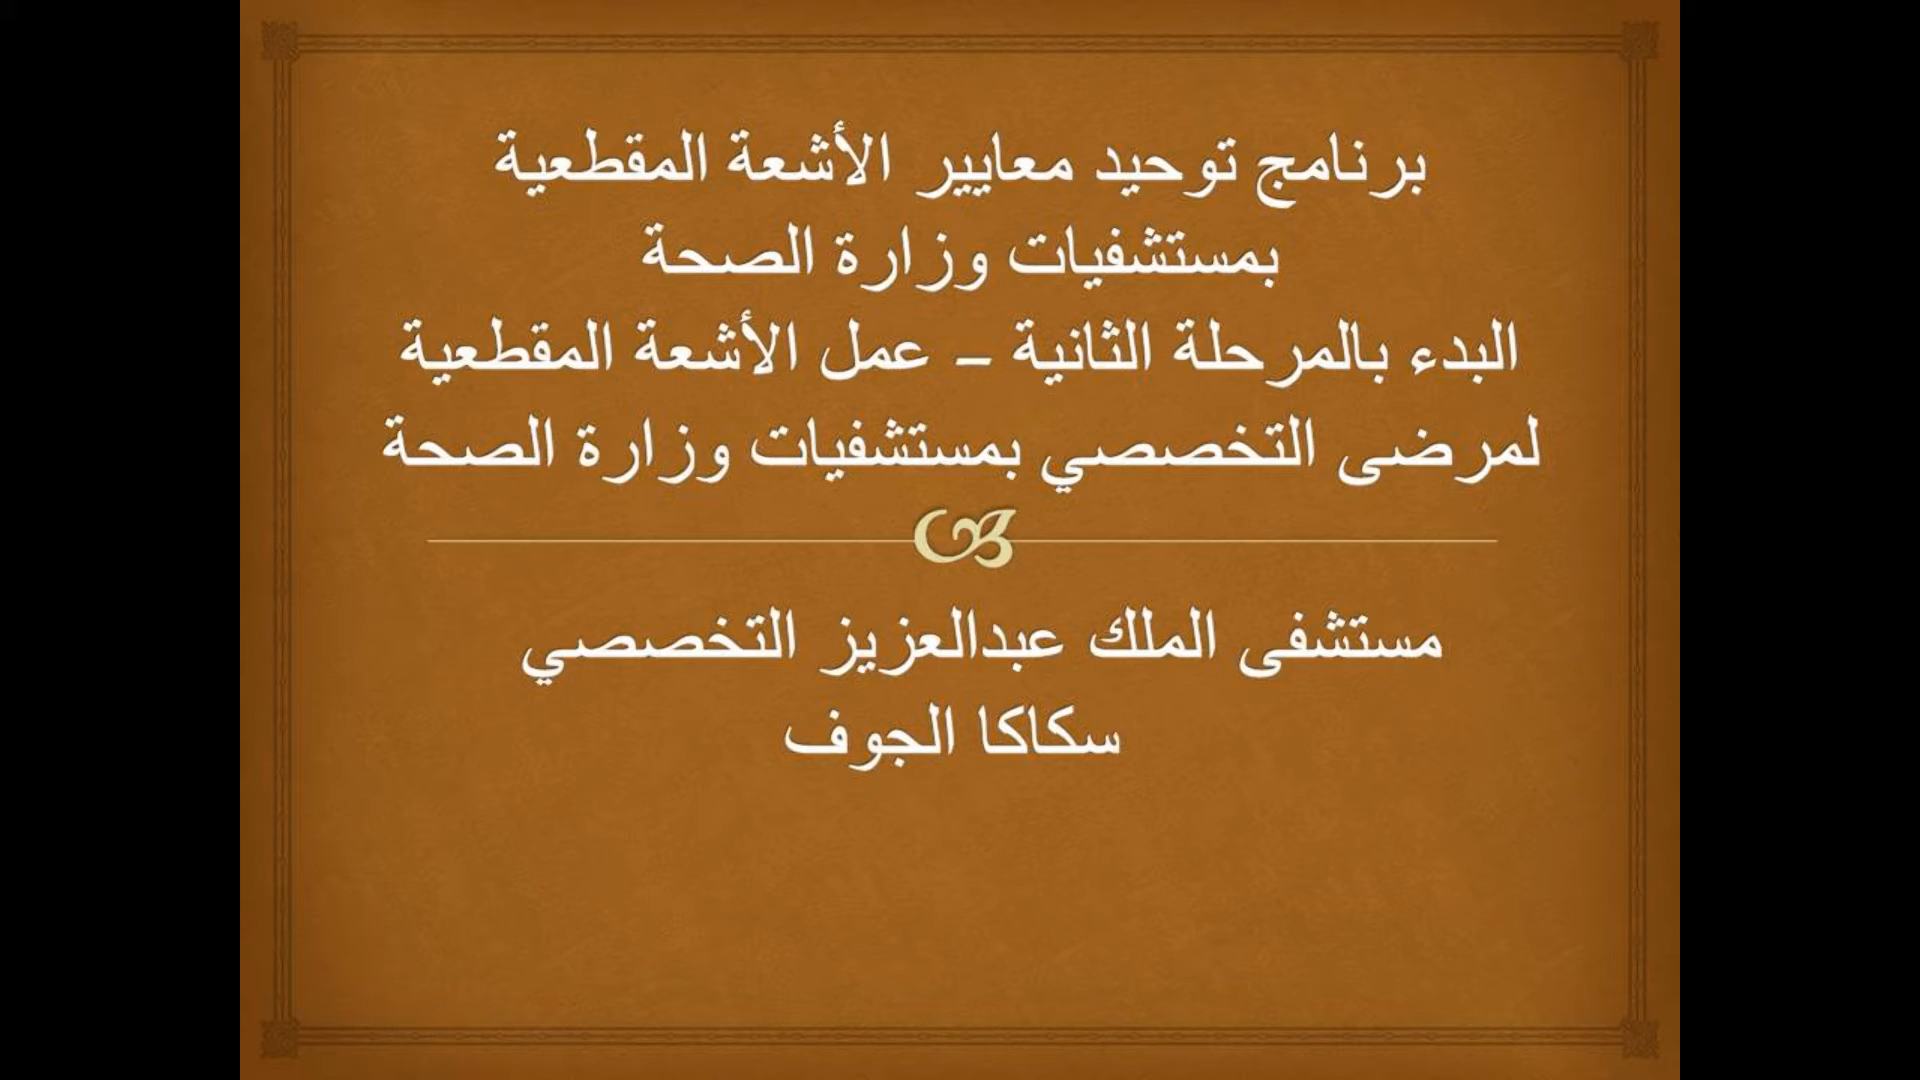 برنامج توحيد معايير الأشعة المقطعية
بمستشفيات وزارة الصحة
البدء بالمرحلة الثانية – عمل الأشعة المقطعية
لمرضى التخصصي بمستشفيات وزارة الصحة
مستشفى الملك عبدالعزيز التخصصي
سكاكا الجوف